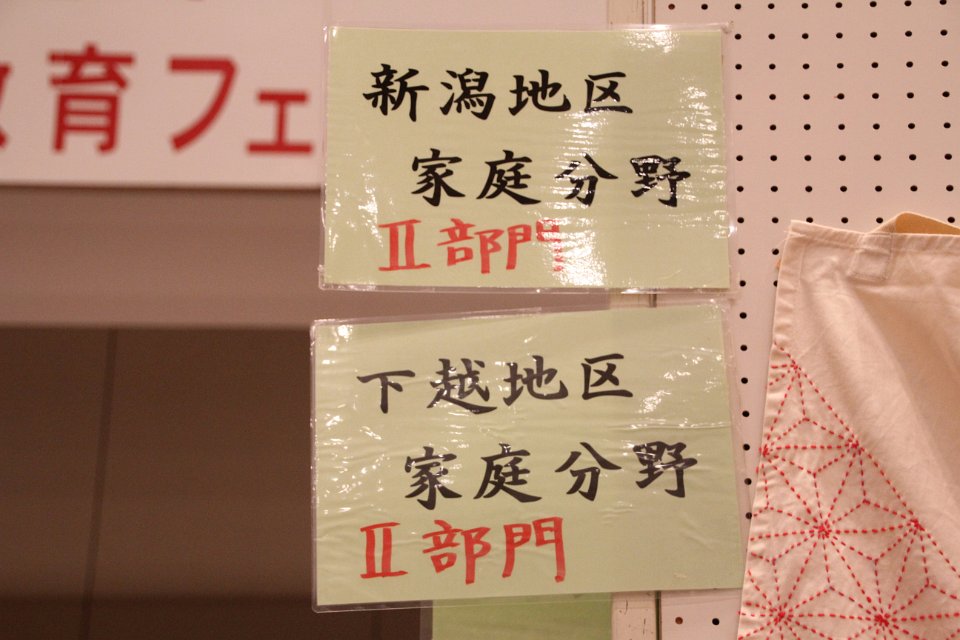 育フェ
新潟地区
家庭分野
Ⅱ部門
下越地区
家庭分野
Ⅱ部門